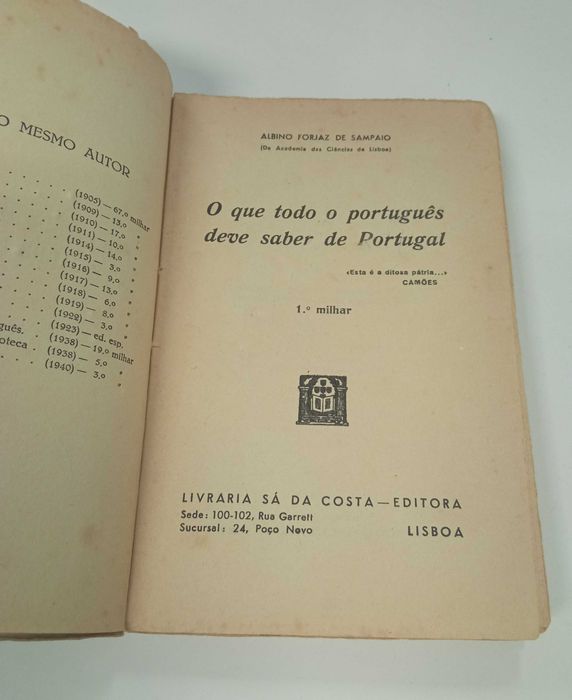 O MESMO AUTOR
(1905) — 67.º milhar
(1909) — 13.º »
(1910) — 17.º »
(1911) — 10.º »
(1914) — 14.º »
(1915) — 3.º »
(1916) — 9.º »
(1917) — 13.º »
(1918) — 6.º »
(1919) — 8.º »
(1922) — 3.º »
guês. (1923) — ed. esp.
oteca . (1938) — 19.º milhar
(1938) — 5.º »
(1940) — 3.º »
ALBINO FORJAZ DE SAMPAIO
(Da Academia das Ciências de Lisboa)
O que todo o português
deve saber de Portugal
«Esta é a ditosa pátria...»
CAMÕES
1.º milhar
LIVRARIA SÁ DA COSTA — EDITORA
Sede: 100-102, Rua Garrett
Sucursal: 24, Poço Novo
LISBOA